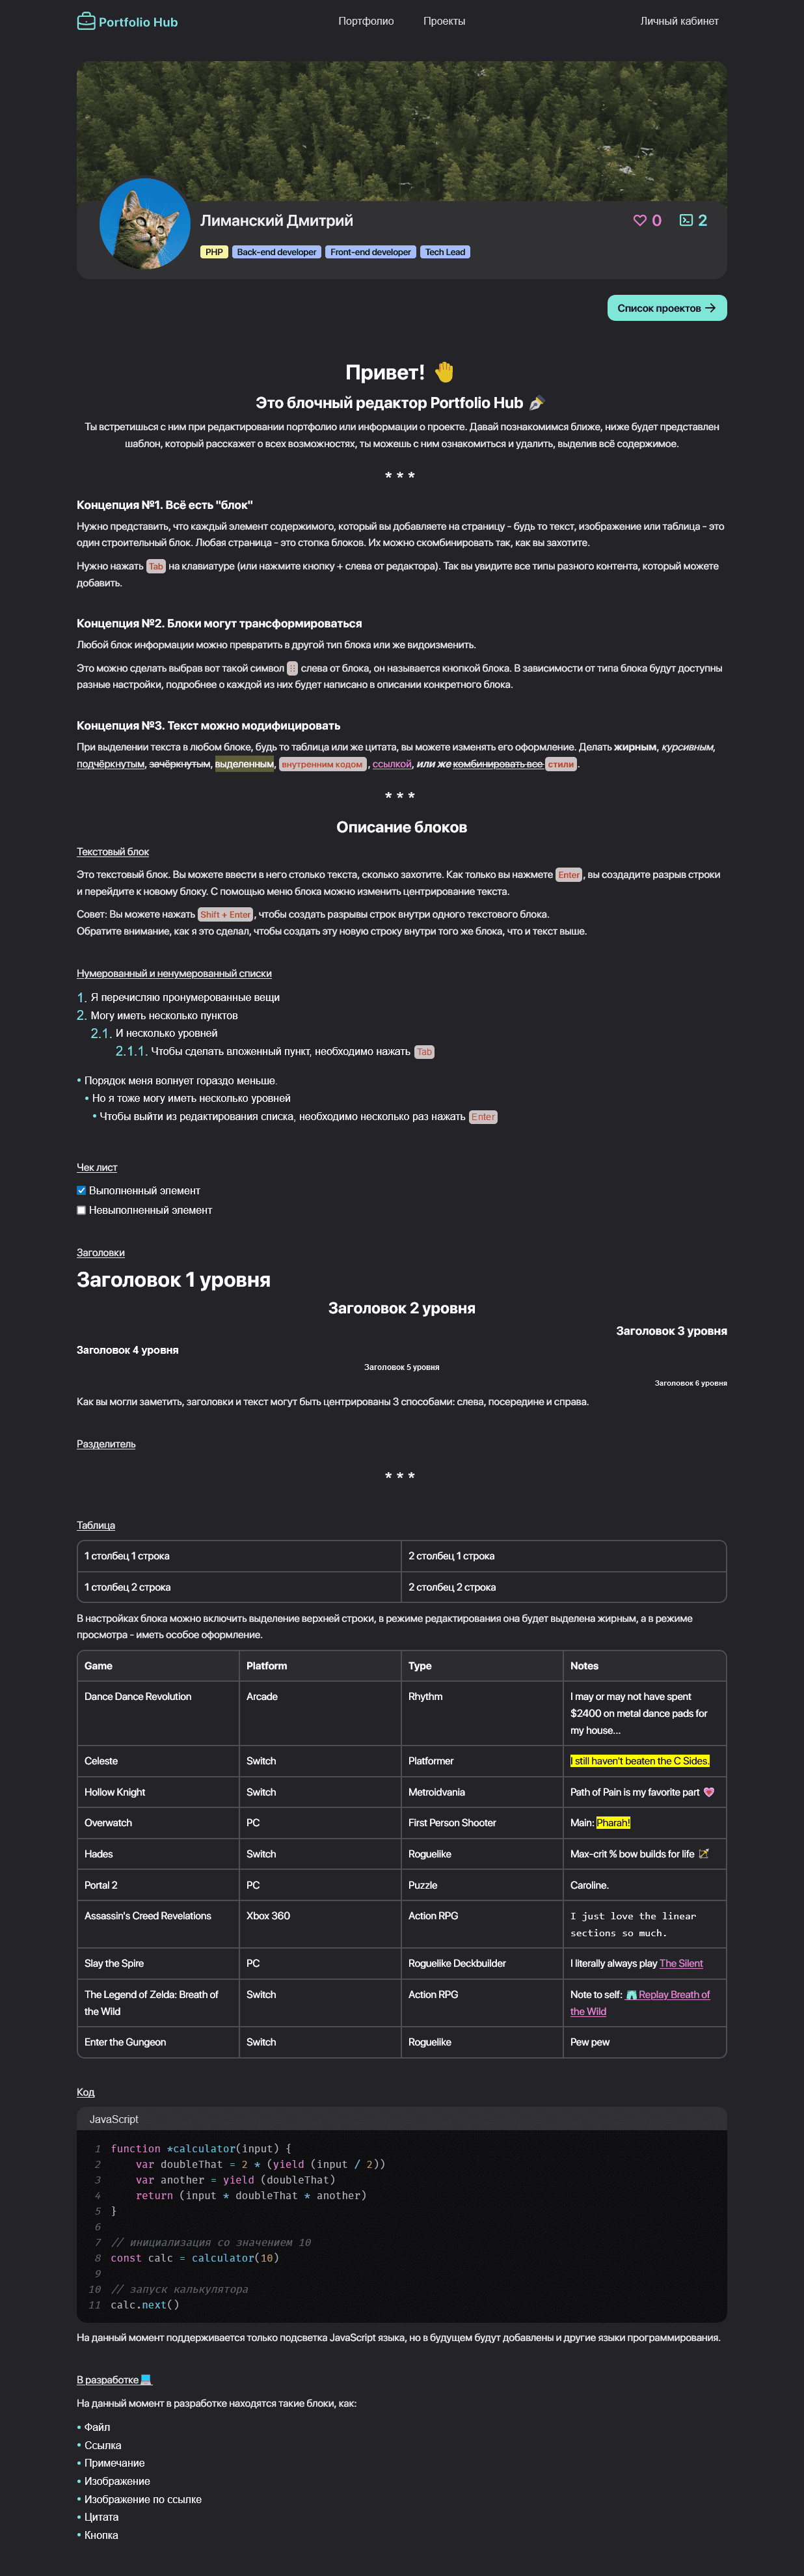 Portfolio Hub
Портфолио
Проекты
Личный кабинет
Лиманский Дмитрий
0
2
PHP
Back-end developer
Front-end developer
Tech Lead
Список проектов →
Привет! 🤚
Это блочный редактор Portfolio Hub ✒️
Ты встретишься с ним при редактировании портфолио или информации о проекте. Давай познакомимся ближе, ниже будет представлен
шаблон, который расскажет о всех возможностях, ты можешь с ним ознакомиться и удалить, выделив всё содержимое.
* * *
Концепция №1. Всё есть "блок"
Нужно представить, что каждый элемент содержимого, который вы добавляете на страницу - будь то текст, изображение или таблица - это
один строительный блок. Любая страница - это стопка блоков. Их можно скомбинировать так, как вы захотите.
Нужно нажать Tab на клавиатуре (или нажмите кнопку + слева от редактора). Так вы увидите все типы разного контента, который можете
добавить.
Концепция №2. Блоки могут трансформироваться
Любой блок информации можно превратить в другой тип блока или же видоизменить.
Это можно сделать выбрав вот такой символ ⠿ слева от блока, он называется кнопкой блока. В зависимости от типа блока будут доступны
разные настройки, подробнее о каждой из них будет написано в описании конкретного блока.
Концепция №3. Текст можно модифицировать
При выделении текста в любом блоке, будь то таблица или же цитата, вы можете изменять его оформление. Делать жирным, курсивным,
подчёркнутым, зачёркнутым, выделенным, внутренним кодом , ссылкой, или же комбинировать все стили.
* * *
Описание блоков
Текстовый блок
Это текстовый блок. Вы можете ввести в него столько текста, сколько захотите. Как только вы нажмете Enter, вы создадите разрыв строки
и перейдите к новому блоку. С помощью меню блока можно изменить центрирование текста.
Совет: Вы можете нажать Shift + Enter, чтобы создать разрывы строк внутри одного текстового блока.
Обратите внимание, как я это сделал, чтобы создать эту новую строку внутри того же блока, что и текст выше.
Нумерованный и ненумерованный списки
1. Я перечисляю пронумерованные вещи
2. Могу иметь несколько пунктов
2.1. И несколько уровней
2.1.1. Чтобы сделать вложенный пункт, необходимо нажать Tab
• Порядок меня волнует гораздо меньше.
• Но я тоже могу иметь несколько уровней
• Чтобы выйти из редактирования списка, необходимо несколько раз нажать Enter
Чек лист
Выполненный элемент
Невыполненный элемент
Заголовки
Заголовок 1 уровня
Заголовок 2 уровня
Заголовок 3 уровня
Заголовок 4 уровня
Заголовок 5 уровня
Заголовок 6 уровня
Как вы могли заметить, заголовки и текст могут быть центрированы 3 способами: слева, посередине и справа.
Разделитель
* * *
Таблица
1 столбец 1 строка
2 столбец 1 строка
1 столбец 2 строка
2 столбец 2 строка
В настройках блока можно включить выделение верхней строки, в режиме редактирования она будет выделена жирным, а в режиме
просмотра - иметь особое оформление.
Game
Platform
Type
Notes
Dance Dance Revolution
Arcade
Rhythm
I may or may not have spent
$2400 on metal dance pads for
my house...
Celeste
Switch
Platformer
I still haven't beaten the C Sides.
Hollow Knight
Switch
Metroidvania
Path of Pain is my favorite part 💗
Overwatch
PC
First Person Shooter
Main: Pharah!
Hades
Switch
Roguelike
Max-crit % bow builds for life 🏹
Portal 2
PC
Puzzle
Caroline.
Assassin's Creed Revelations
Xbox 360
Action RPG
I just love the linear
sections so much.
Slay the Spire
PC
Roguelike Deckbuilder
I literally always play The Silent
The Legend of Zelda: Breath of
the Wild
Switch
Action RPG
Note to self: Replay Breath of
the Wild
Enter the Gungeon
Switch
Roguelike
Pew pew
Код
JavaScript
1 function *calculator(input) {
2 var doubleThat = 2 * (yield (input / 2))
3 var another = yield (doubleThat)
4 return (input * doubleThat * another)
5 }
6
7 // инициализация со значением 10
8 const calc = calculator(10)
9
10 // запуск калькулятора
11 calc.next()
На данный момент поддерживается только подсветка JavaScript языка, но в будущем будут добавлены и другие языки программирования.
В разработке 💻
На данный момент в разработке находятся такие блоки, как:
• Файл
• Ссылка
• Примечание
• Изображение
• Изображение по ссылке
• Цитата
• Кнопка